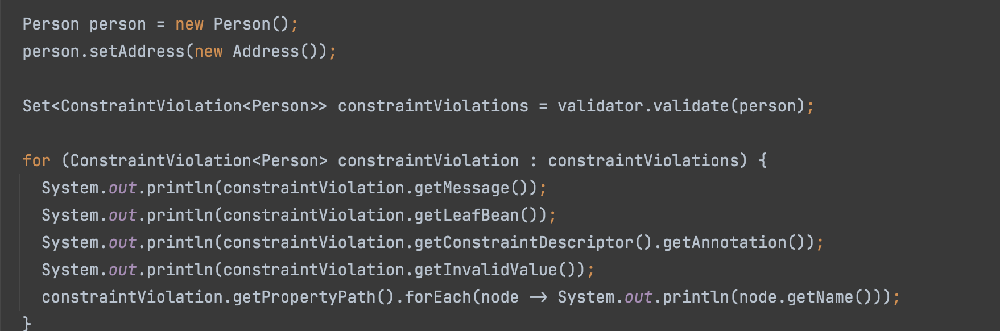 Person person = new Person();
person.setAddress(new Address());
Set<ConstraintViolation<Person>> constraintViolations = validator.validate(person);
for (ConstraintViolation<Person> constraintViolation : constraintViolations) {
System.out.println(constraintViolation.getMessage());
System.out.println(constraintViolation.getLeafBean());
System.out.println(constraintViolation.getConstraintDescriptor().getAnnotation());
System.out.println(constraintViolation.getInvalidValue());
constraintViolation.getPropertyPath().forEach(node -> System.out.println(node.getName()));
}